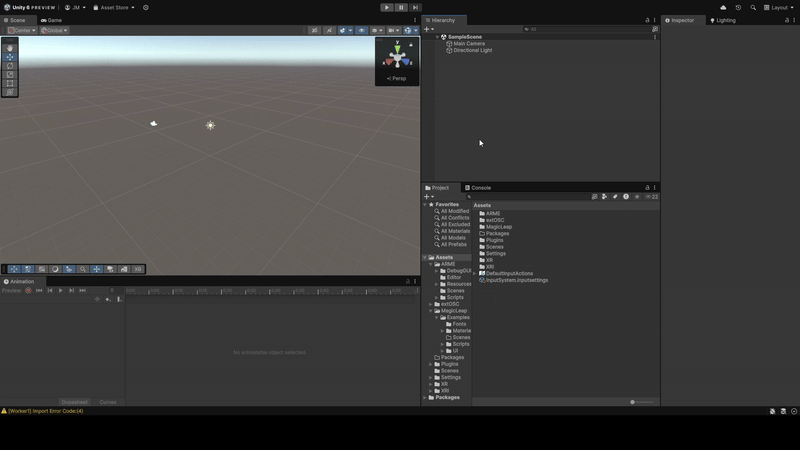 Unity 6 PREVIEW
JM
Asset Store
Layout
Scene
Game
Center
Global
y
x
z
Persp
Hierarchy
All
SampleScene
Main Camera
Directional Light
Inspector
Lighting
Project
Console
22
Favorites
All Modified
All Conflicts
All Excluded
All Materials
All Models
All Prefabs
Assets
ARME
DebugGUI
Editor
Resources
Scenes
Scripts
extOSC
MagicLeap
Examples
Fonts
Materia
Scenes
Scripts
UI
Packages
Plugins
Scenes
Settings
XR
XRI
Packages
Assets
ARME
extOSC
MagicLeap
Packages
Plugins
Scenes
Settings
XR
XRI
DefaultInputActions
InputSystem.inputsettings
Animation
Preview
No animatable object selected.
Dopesheet
Curves
[Worker1] Import Error Code:(4)